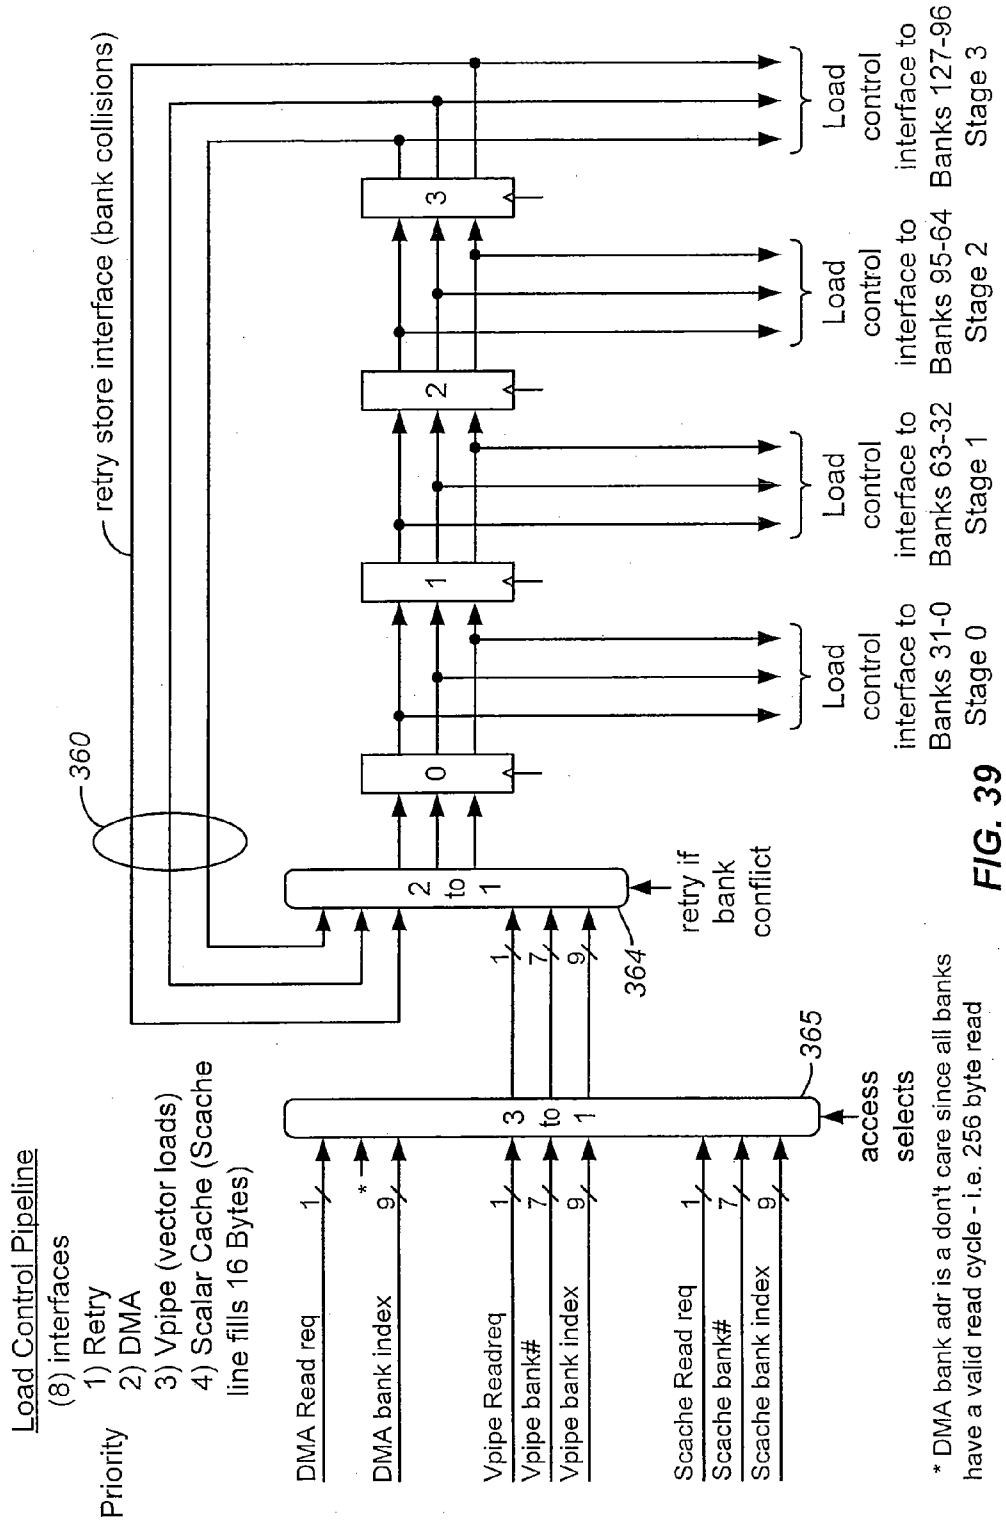 Load Control Pipeline
(8) interfaces
Priority
1) Retry
2) DMA
3) Vpipe (vector loads)
4) Scalar Cache (Scache
line fills 16 Bytes)
retry store interface (bank collisions)
360
DMA Read req
1
*
DMA bank index
9
Vpipe Readreq
1
Vpipe bank#
7
Vpipe bank index
9
Scache Read req
1
Scache bank#
7
Scache bank index
9
3
to
1
365
access
selects
1
7
9
2
to
1
364
retry if
bank
conflict
0
1
2
3
Load
control
interface to
Banks 31-0
Stage 0
Load
control
interface to
Banks 63-32
Stage 1
Load
control
interface to
Banks 95-64
Stage 2
Load
control
interface to
Banks 127-96
Stage 3
* DMA bank adr is a don't care since all banks
have a valid read cycle - i.e. 256 byte read
FIG. 39